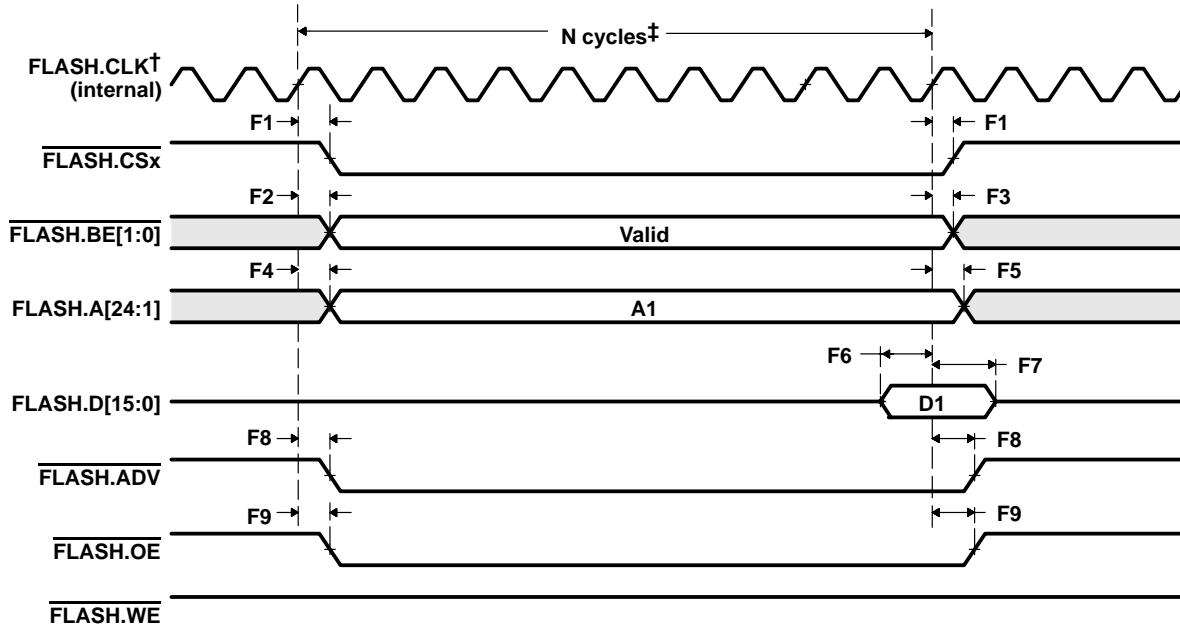 N cycles‡
FLASH.CLK†
(internal)
F1
F1
FLASH.CSx
F2
F3
FLASH.BE[1:0]
Valid
F4
F5
FLASH.A[24:1]
A1
F6
F7
FLASH.D[15:0]
D1
F8
F8
FLASH.ADV
F9
F9
FLASH.OE
FLASH.WE